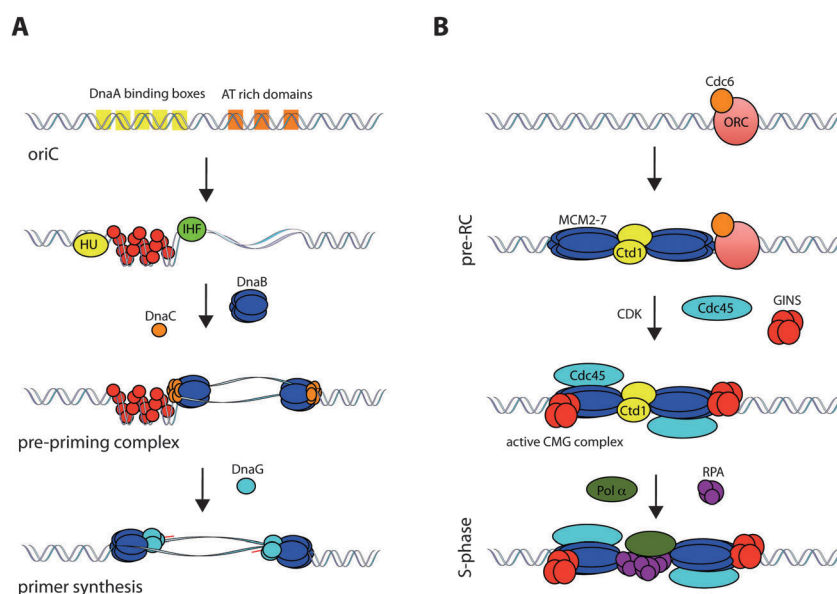 A
DnaA binding boxes
AT rich domains
oriC
HU
IHF
DnaB
DnaC
pre-priming complex
DnaG
primer synthesis
B
Cdc6
ORC
pre-RC
MCM2-7
Ctd1
CDK
Cdc45
GINS
Cdc45
Ctd1
active CMG complex
Pol α
RPA
S-phase